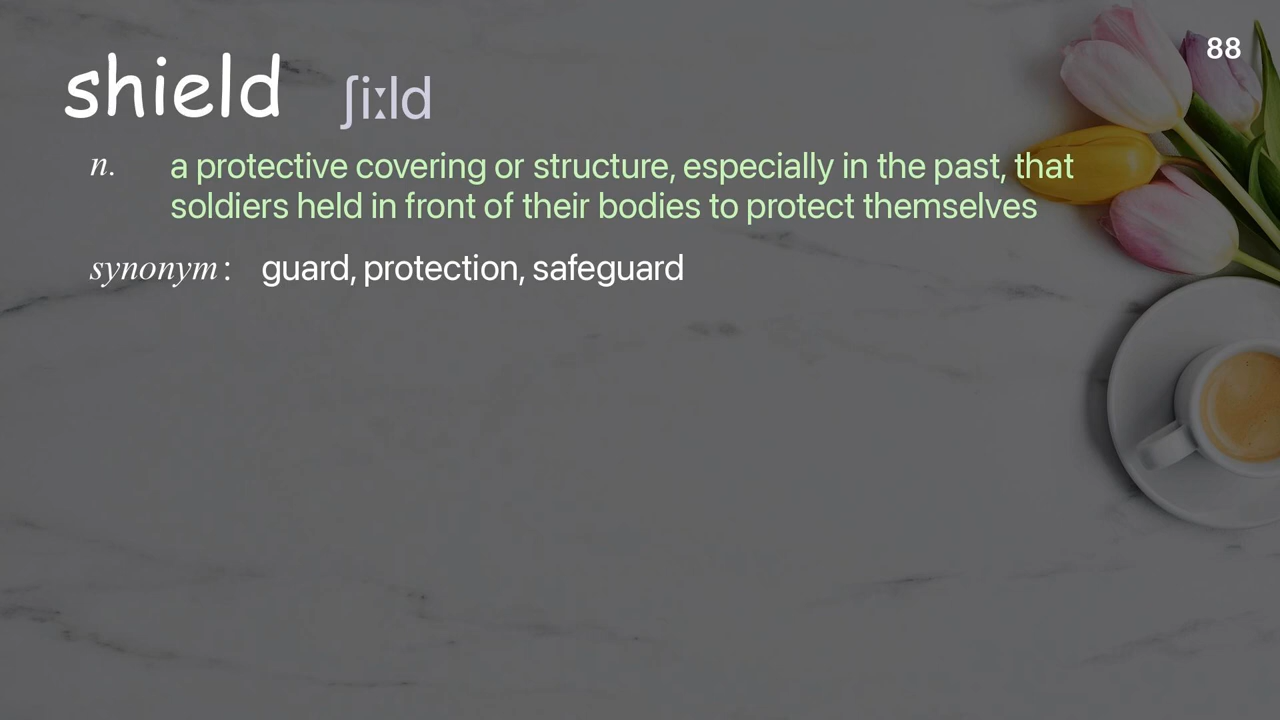 88
shield ʃiːld
n. a protective covering or structure, especially in the past, that
soldiers held in front of their bodies to protect themselves
synonym: guard, protection, safeguard